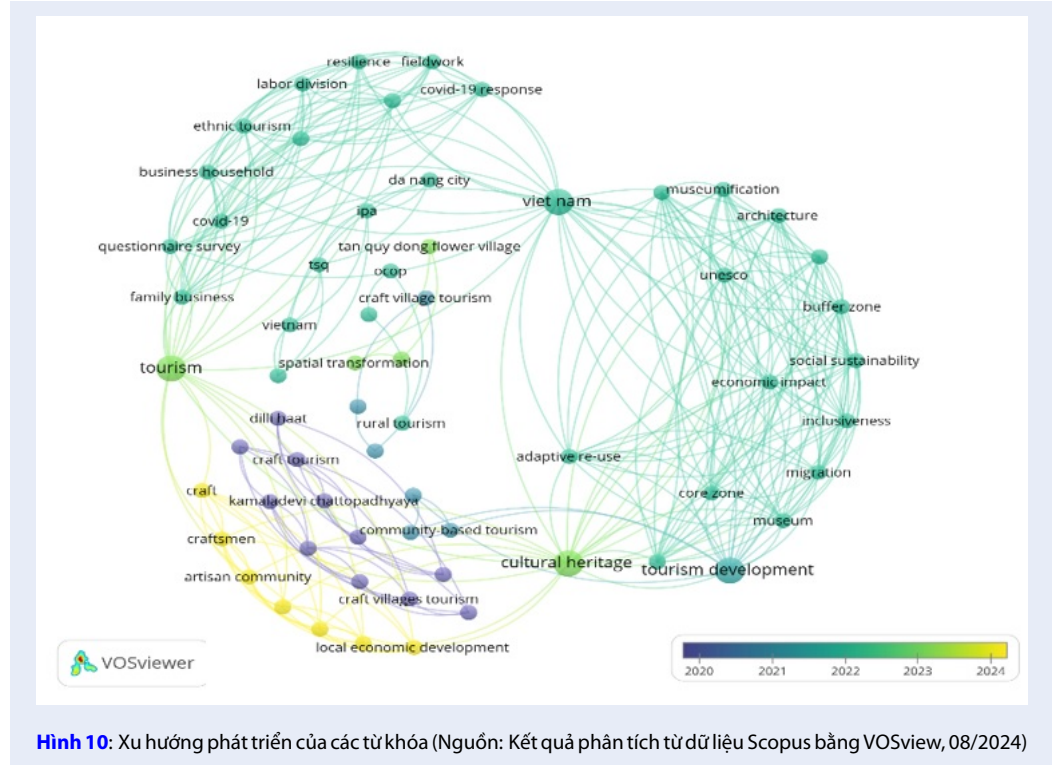 resilience fieldwork
labor division
covid-19 response
ethnic tourism
business household
da nang city
museumification
viet nam
ipa
architecture
covid-19
questionnaire survey
tan quy dong flower village
tsq
ocop
unesco
family business
craft village tourism
buffer zone
vietnam
spatial transformation
social sustainability
tourism
economic impact
dilli haat
rural tourism
inclusiveness
craft tourism
adaptive re-use
migration
craft
kamaladevi chattopadhyaya
core zone
craftsmen
community-based tourism
museum
cultural heritage
tourism development
artisan community
craft villages tourism
local economic development
VOSviewer
2020 2021 2022 2023 2024
Hình 10: Xu hướng phát triển của các từ khóa (Nguồn: Kết quả phân tích từ dữ liệu Scopus bằng VOSview, 08/2024)